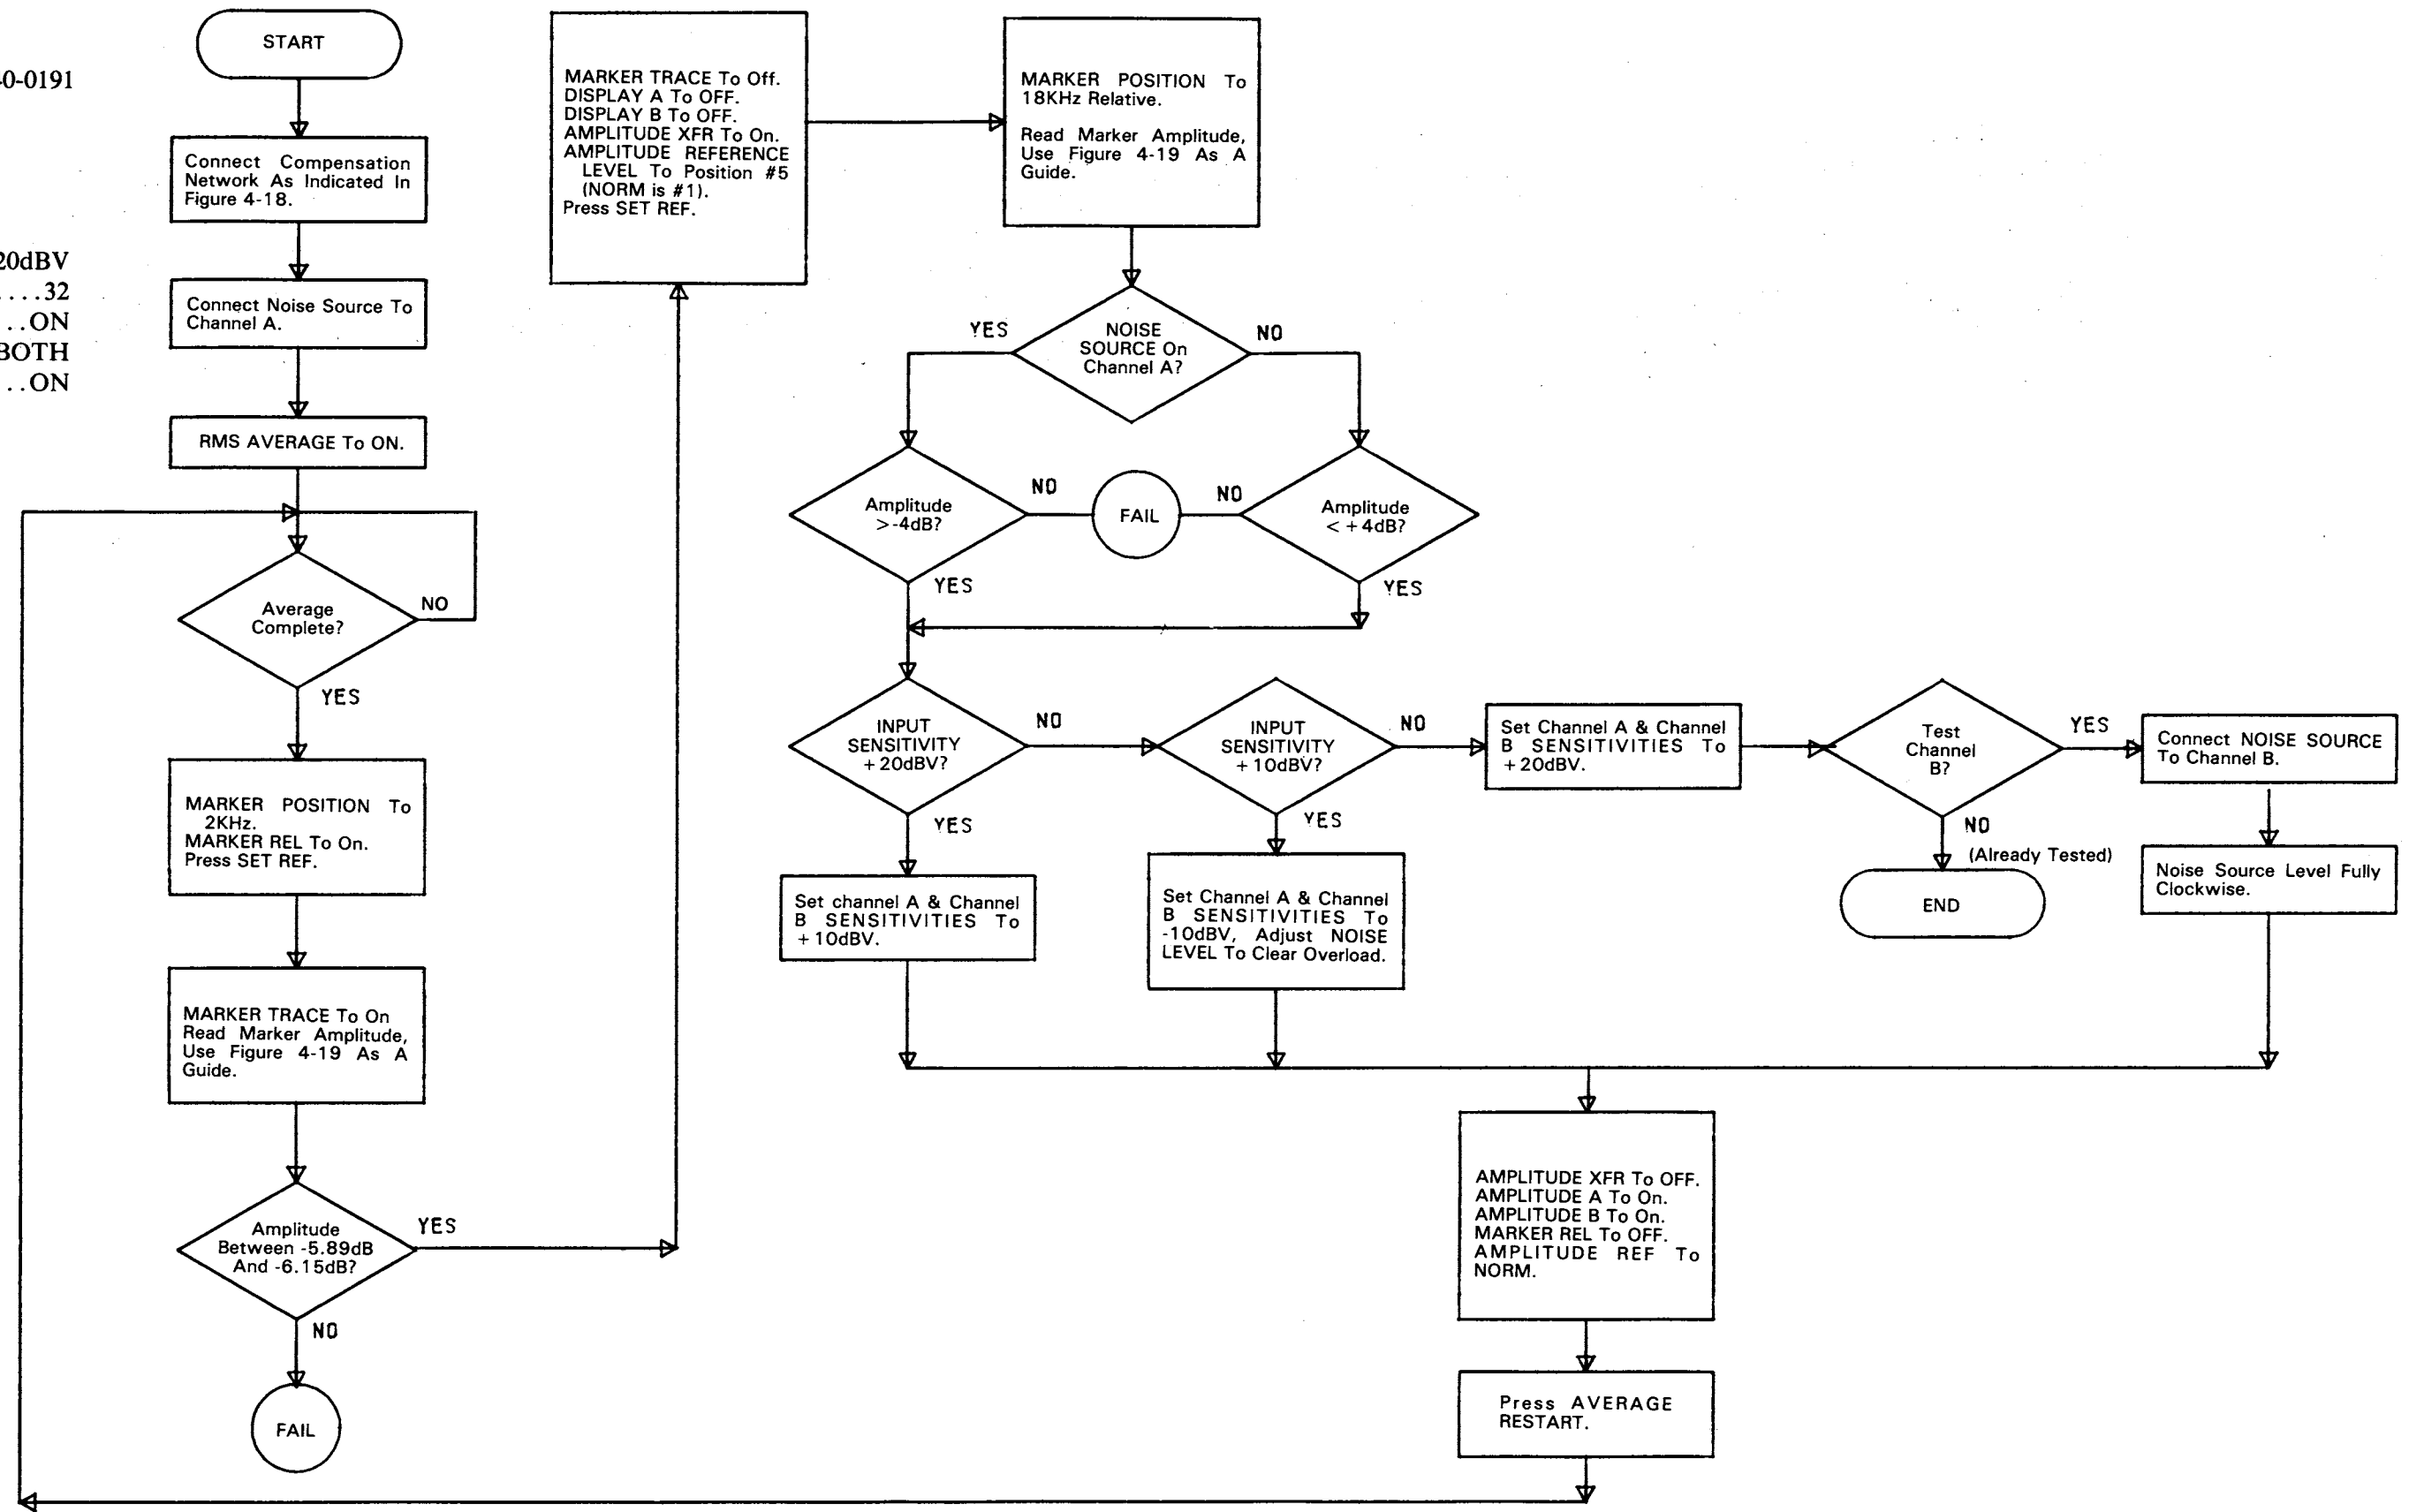 40-0191
20dBV
....32
..ON
BOTH
..ON
START
Connect Compensation
Network As Indicated In
Figure 4-18.
Connect Noise Source To
Channel A.
RMS AVERAGE To ON.
Average
Complete?
NO
YES
MARKER POSITION To
2KHz.
MARKER REL To On.
Press SET REF.
MARKER TRACE To On
Read Marker Amplitude,
Use Figure 4-19 As A
Guide.
Amplitude
Between -5.89dB
And -6.15dB?
YES
NO
FAIL
MARKER TRACE To Off.
DISPLAY A To OFF.
DISPLAY B To OFF.
AMPLITUDE XFR To On.
AMPLITUDE REFERENCE
LEVEL To Position #5
(NORM is #1).
Press SET REF.
MARKER POSITION To
18KHz Relative.
Read Marker Amplitude,
Use Figure 4-19 As A
Guide.
YES
NOISE
SOURCE On
Channel A?
NO
Amplitude
>-4dB?
NO
FAIL
NO
Amplitude
< +4dB?
YES
YES
INPUT
SENSITIVITY
+20dBV?
NO
YES
INPUT
SENSITIVITY
+10dBV?
NO
YES
Set Channel A & Channel
B SENSITIVITIES To
+20dBV.
Test
Channel
B?
YES
NO
(Already Tested)
END
Connect NOISE SOURCE
To Channel B.
Noise Source Level Fully
Clockwise.
Set channel A & Channel
B SENSITIVITIES To
+10dBV.
Set Channel A & Channel
B SENSITIVITIES To
-10dBV, Adjust NOISE
LEVEL To Clear Overload.
AMPLITUDE XFR To OFF.
AMPLITUDE A To On.
AMPLITUDE B To On.
MARKER REL To OFF.
AMPLITUDE REF To
NORM.
Press AVERAGE
RESTART.